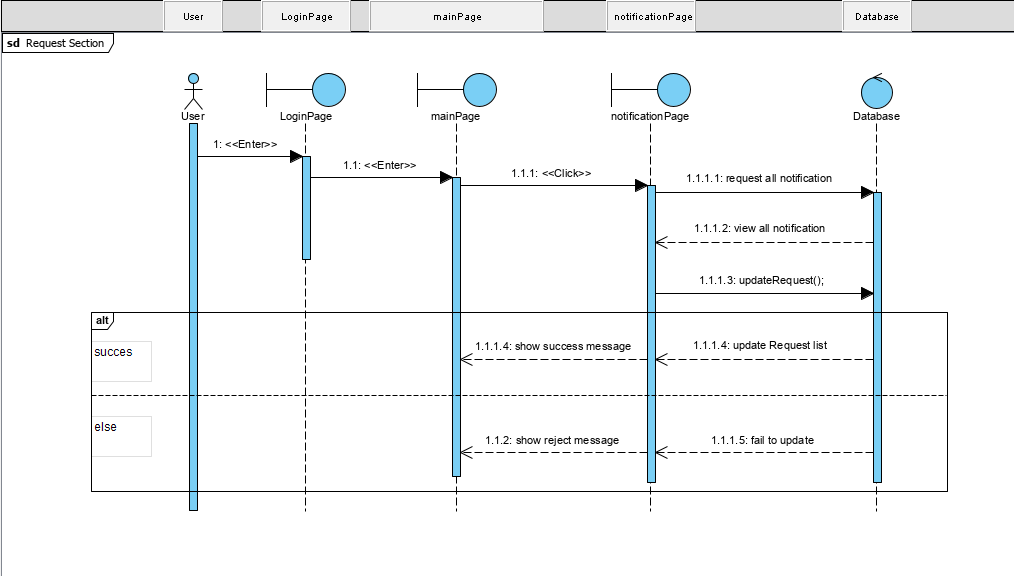 User LoginPage mainPage notificationPage Database
sd Request Section
User LoginPage mainPage notificationPage Database
1: <<Enter>>
1.1: <<Enter>>
1.1.1: <<Click>>
1.1.1.1: request all notification
1.1.1.2: view all notification
1.1.1.3: updateRequest();
alt
succes
1.1.1.4: show success message
1.1.1.4: update Request list
else
1.1.2: show reject message
1.1.1.5: fail to update